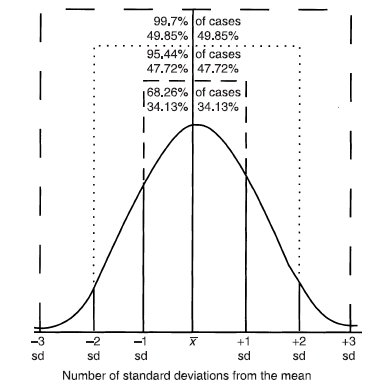 99.7% of cases
49.85% 49.85%
95.44% of cases
47.72% 47.72%
68.26% of cases
34.13% 34.13%
−3 −2 −1 x̅ +1 +2 +3
sd sd sd sd sd sd
Number of standard deviations from the mean